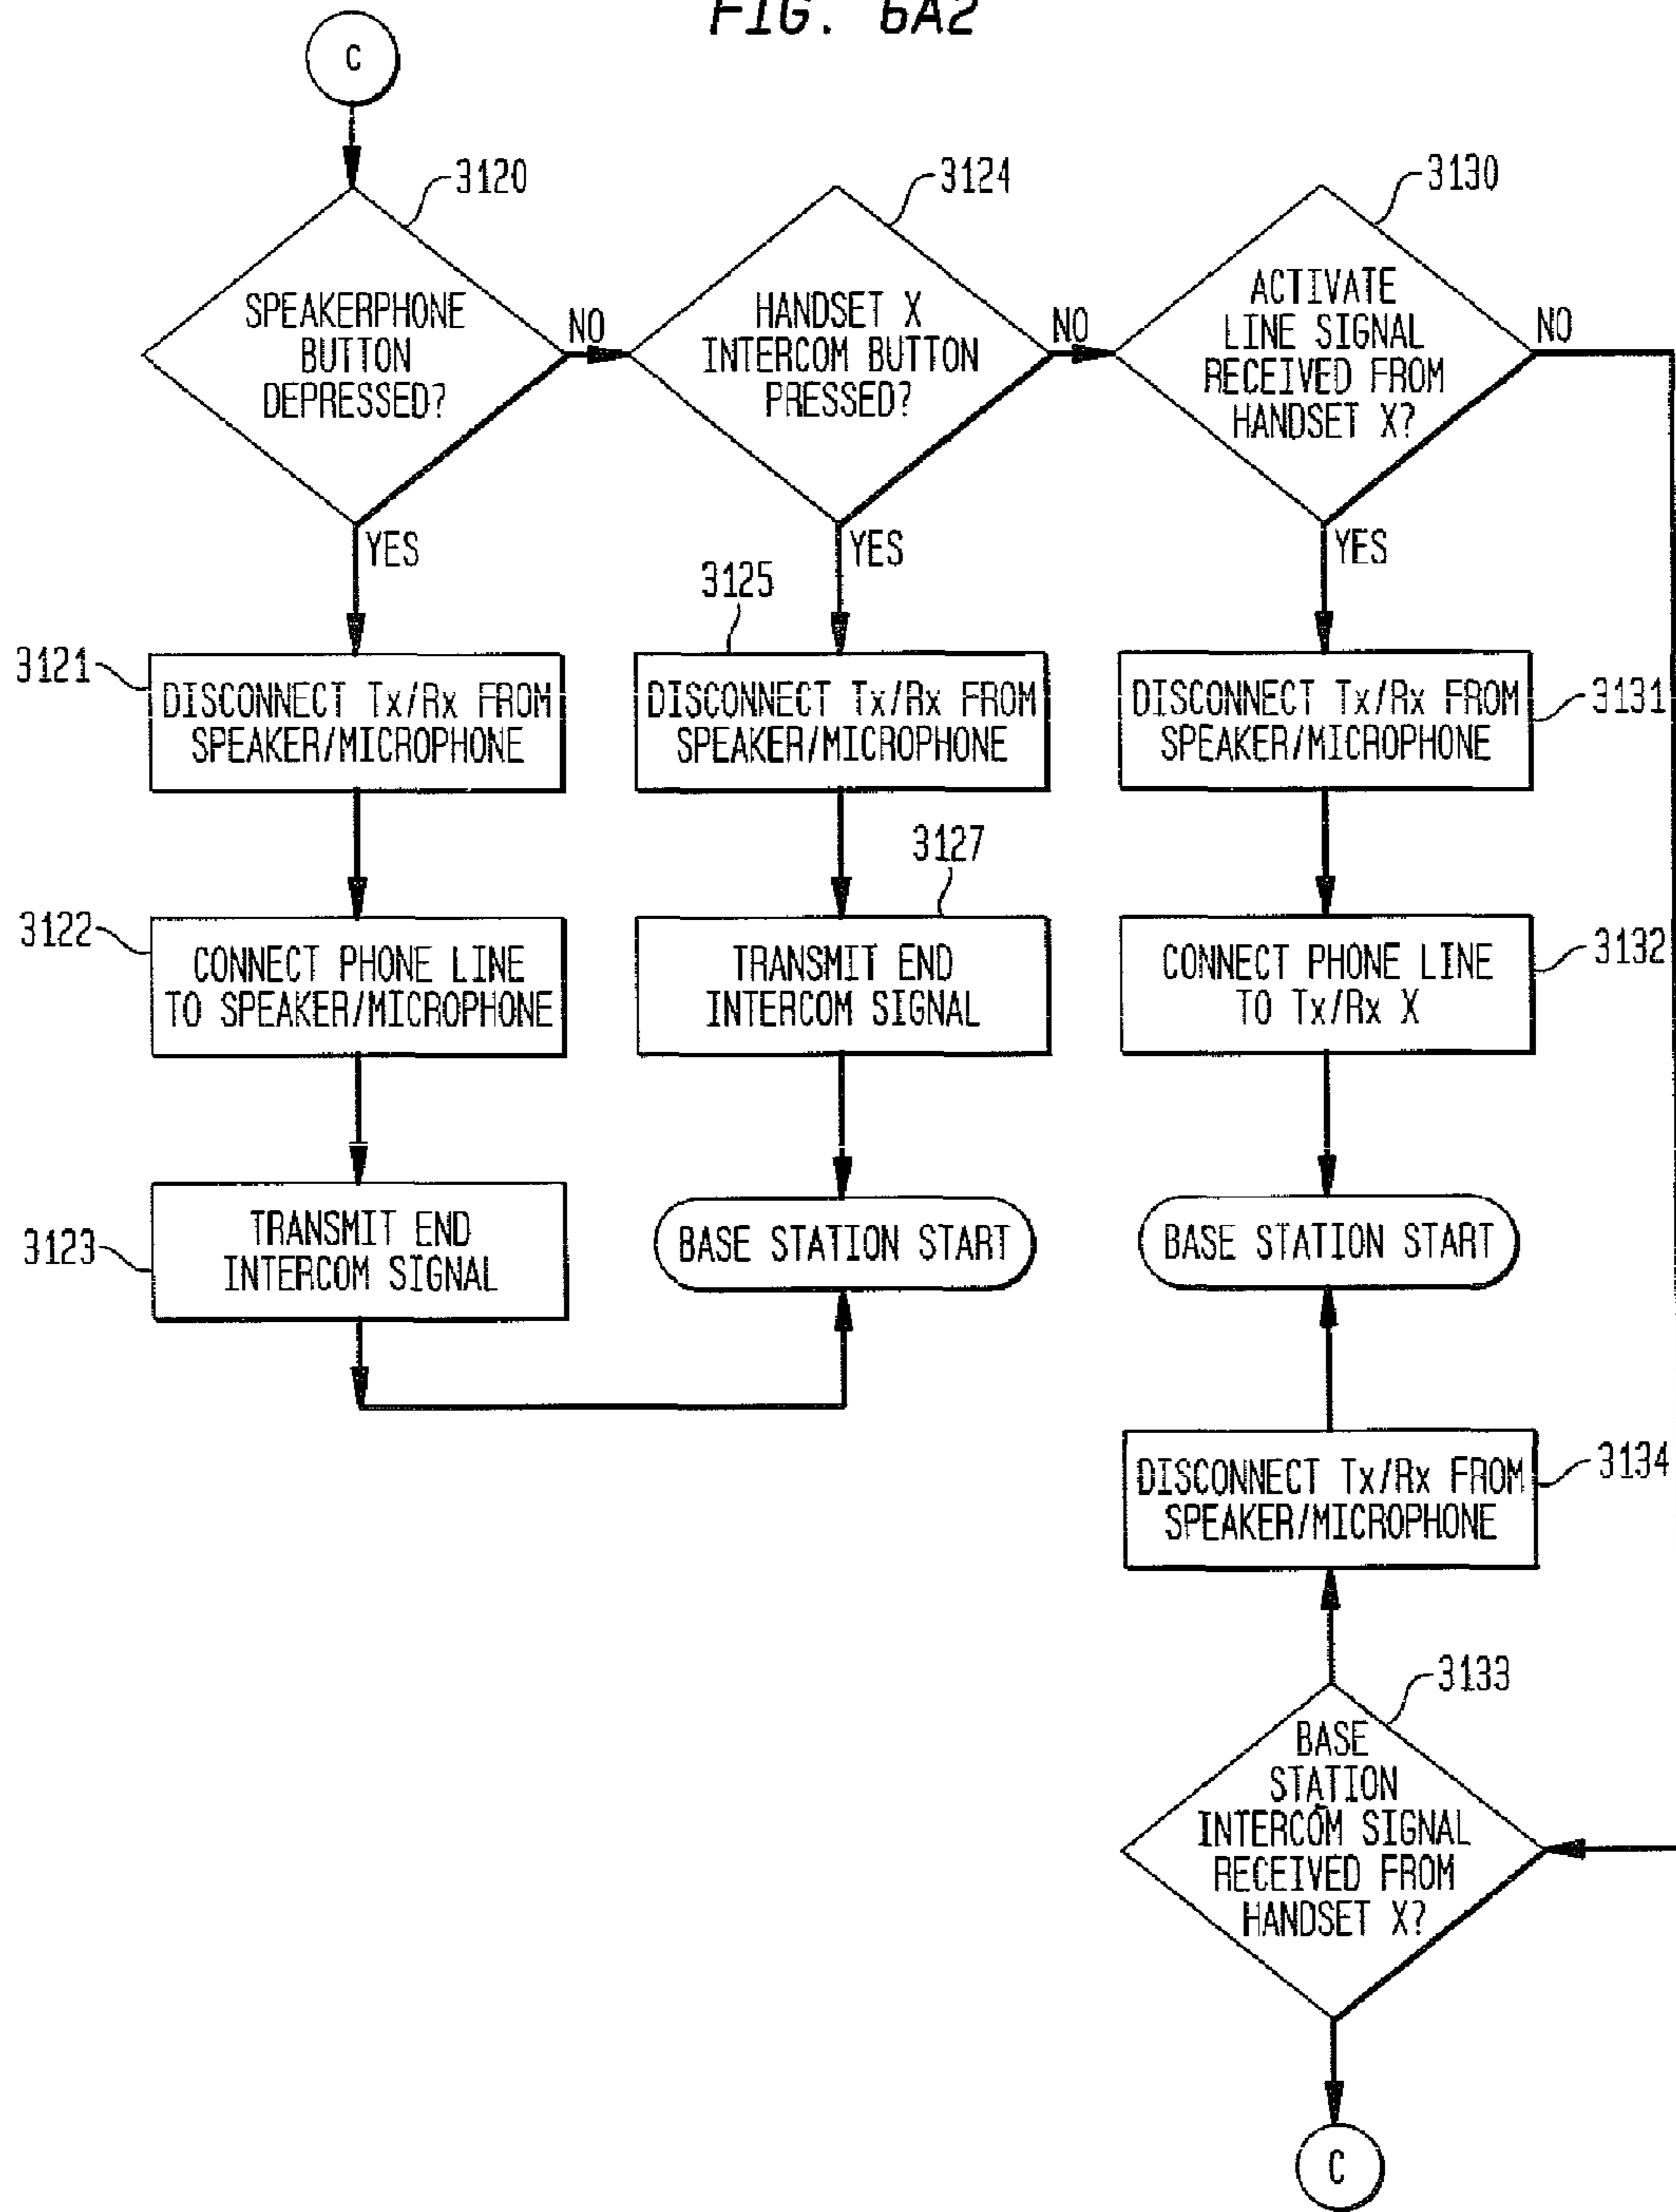 FIG. 6A2
C
3120
SPEAKERPHONE
BUTTON
DEPRESSED?
NO
YES
3124
HANDSET X
INTERCOM BUTTON
PRESSED?
NO
YES
3130
ACTIVATE
LINE SIGNAL
RECEIVED FROM
HANDSET X?
NO
YES
3121
DISCONNECT Tx/Rx FROM
SPEAKER/MICROPHONE
3125
DISCONNECT Tx/Rx FROM
SPEAKER/MICROPHONE
DISCONNECT Tx/Rx FROM
SPEAKER/MICROPHONE
3131
3122
CONNECT PHONE LINE
TO SPEAKER/MICROPHONE
3127
TRANSMIT END
INTERCOM SIGNAL
CONNECT PHONE LINE
TO Tx/Rx X
3132
3123
TRANSMIT END
INTERCOM SIGNAL
BASE STATION START
BASE STATION START
DISCONNECT Tx/Rx FROM
SPEAKER/MICROPHONE
3134
3133
BASE
STATION
INTERCOM SIGNAL
RECEIVED FROM
HANDSET X?
C